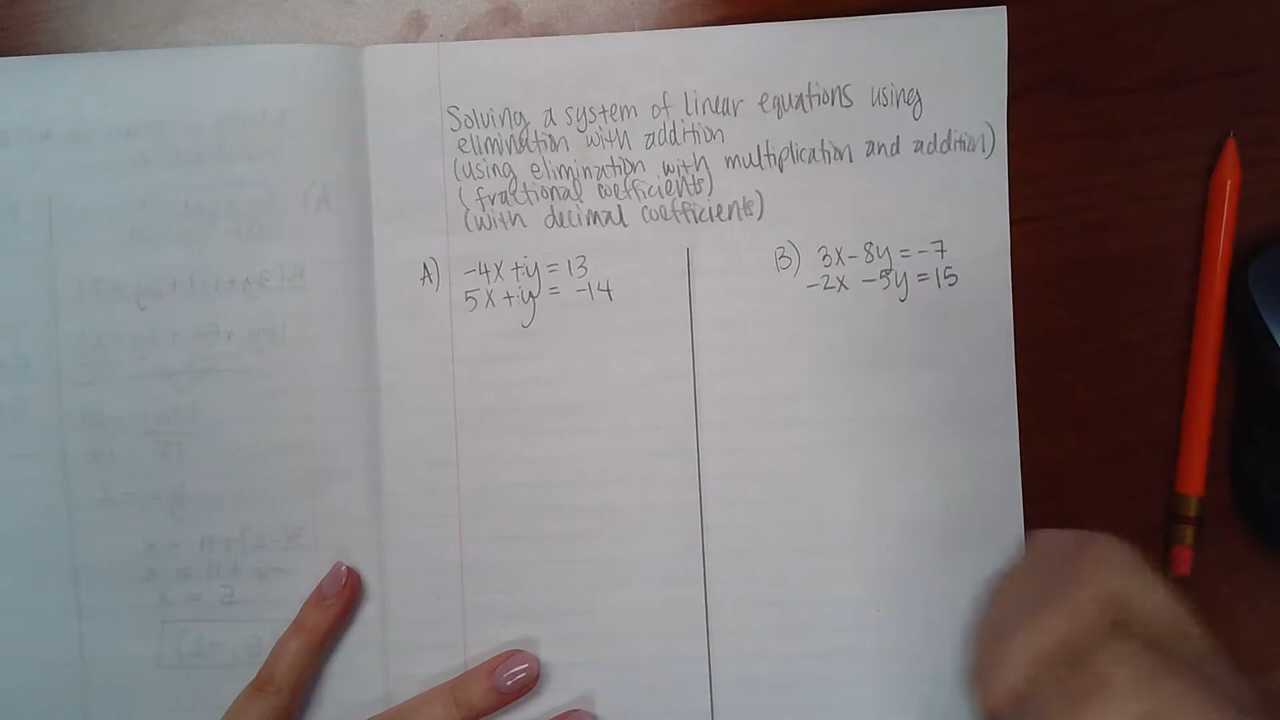 Solving a system of linear equations using
elimination with addition
(using elimination with multiplication and addition)
(fractional coefficients)
(with decimal coefficients)
A) -4x + y = 13
5x + y = -14
B) 3x - 8y = -7
-2x - 5y = 15